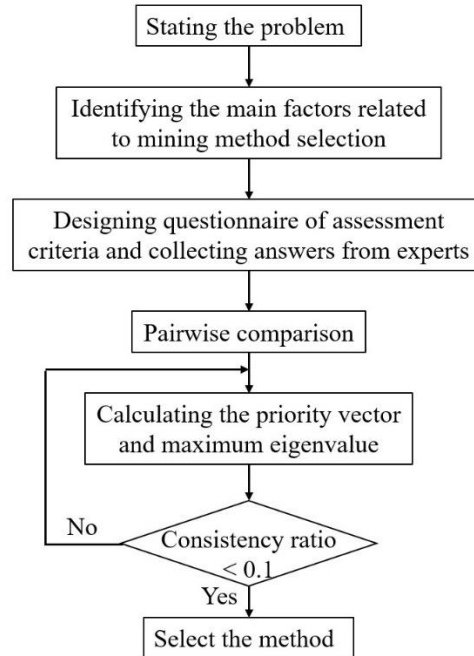 Stating the problem
Identifying the main factors related
to mining method selection
Designing questionnaire of assessment
criteria and collecting answers from experts
Pairwise comparison
Calculating the priority vector
and maximum eigenvalue
No
Consistency ratio
< 0.1
Yes
Select the method